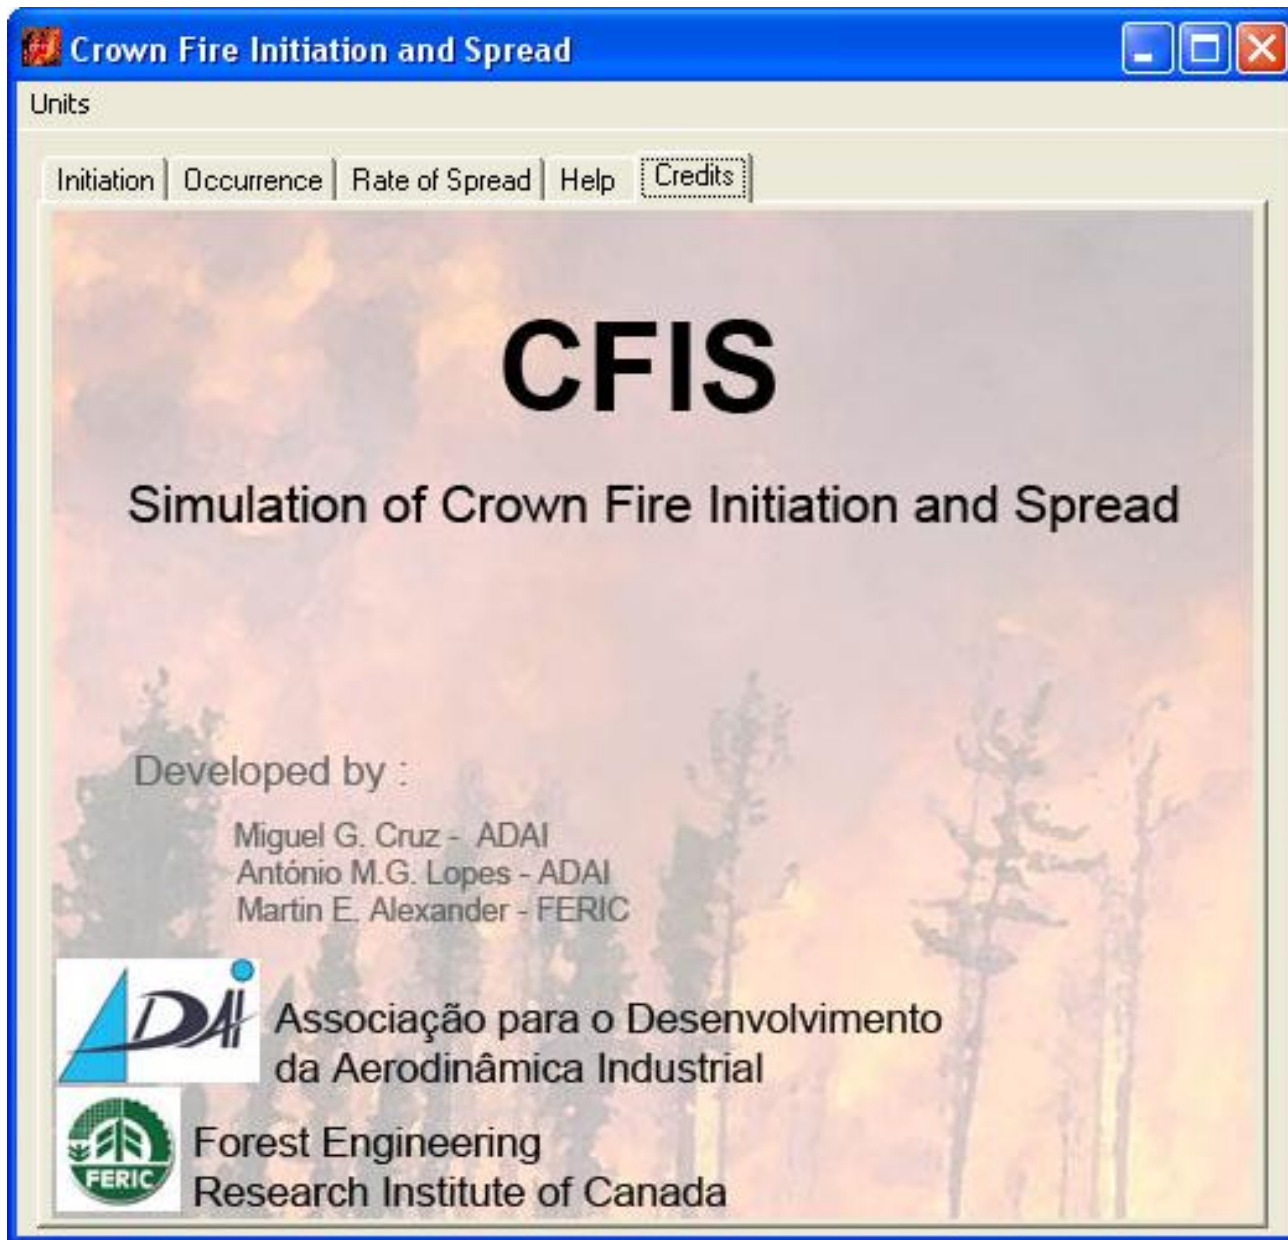 Crown Fire Initiation and Spread
Units
Initiation Occurrence Rate of Spread Help Credits
CFIS
Simulation of Crown Fire Initiation and Spread
Developed by :
Miguel G. Cruz - ADAI
António M.G. Lopes - ADAI
Martin E. Alexander - FERIC
ADAI
Associação para o Desenvolvimento
da Aerodinâmica Industrial
FERIC
Forest Engineering
Research Institute of Canada